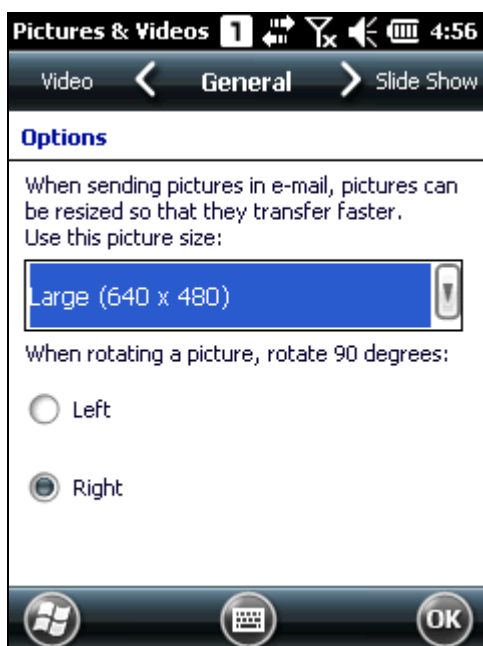 Pictures & Videos 1 4:56
Video General Slide Show
Options
When sending pictures in e-mail, pictures can
be resized so that they transfer faster.
Use this picture size:
Large (640 x 480)
When rotating a picture, rotate 90 degrees:
Left
Right
OK